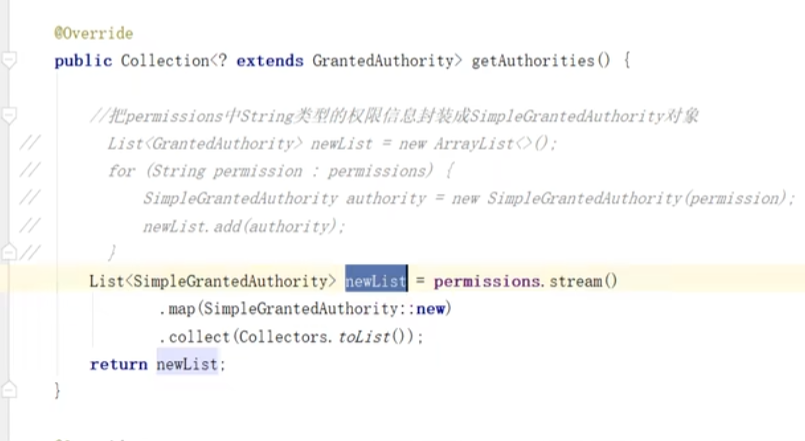 @Override
public Collection<? extends GrantedAuthority> getAuthorities() {
//把permissions中String类型的权限信息封装成SimpleGrantedAuthority对象
// List<GrantedAuthority> newList = new ArrayList<>();
// for (String permission : permissions) {
// SimpleGrantedAuthority authority = new SimpleGrantedAuthority(permission);
// newList.add(authority);
// }
List<SimpleGrantedAuthority> newList = permissions.stream()
.map(SimpleGrantedAuthority::new)
.collect(Collectors.toList());
return newList;
}